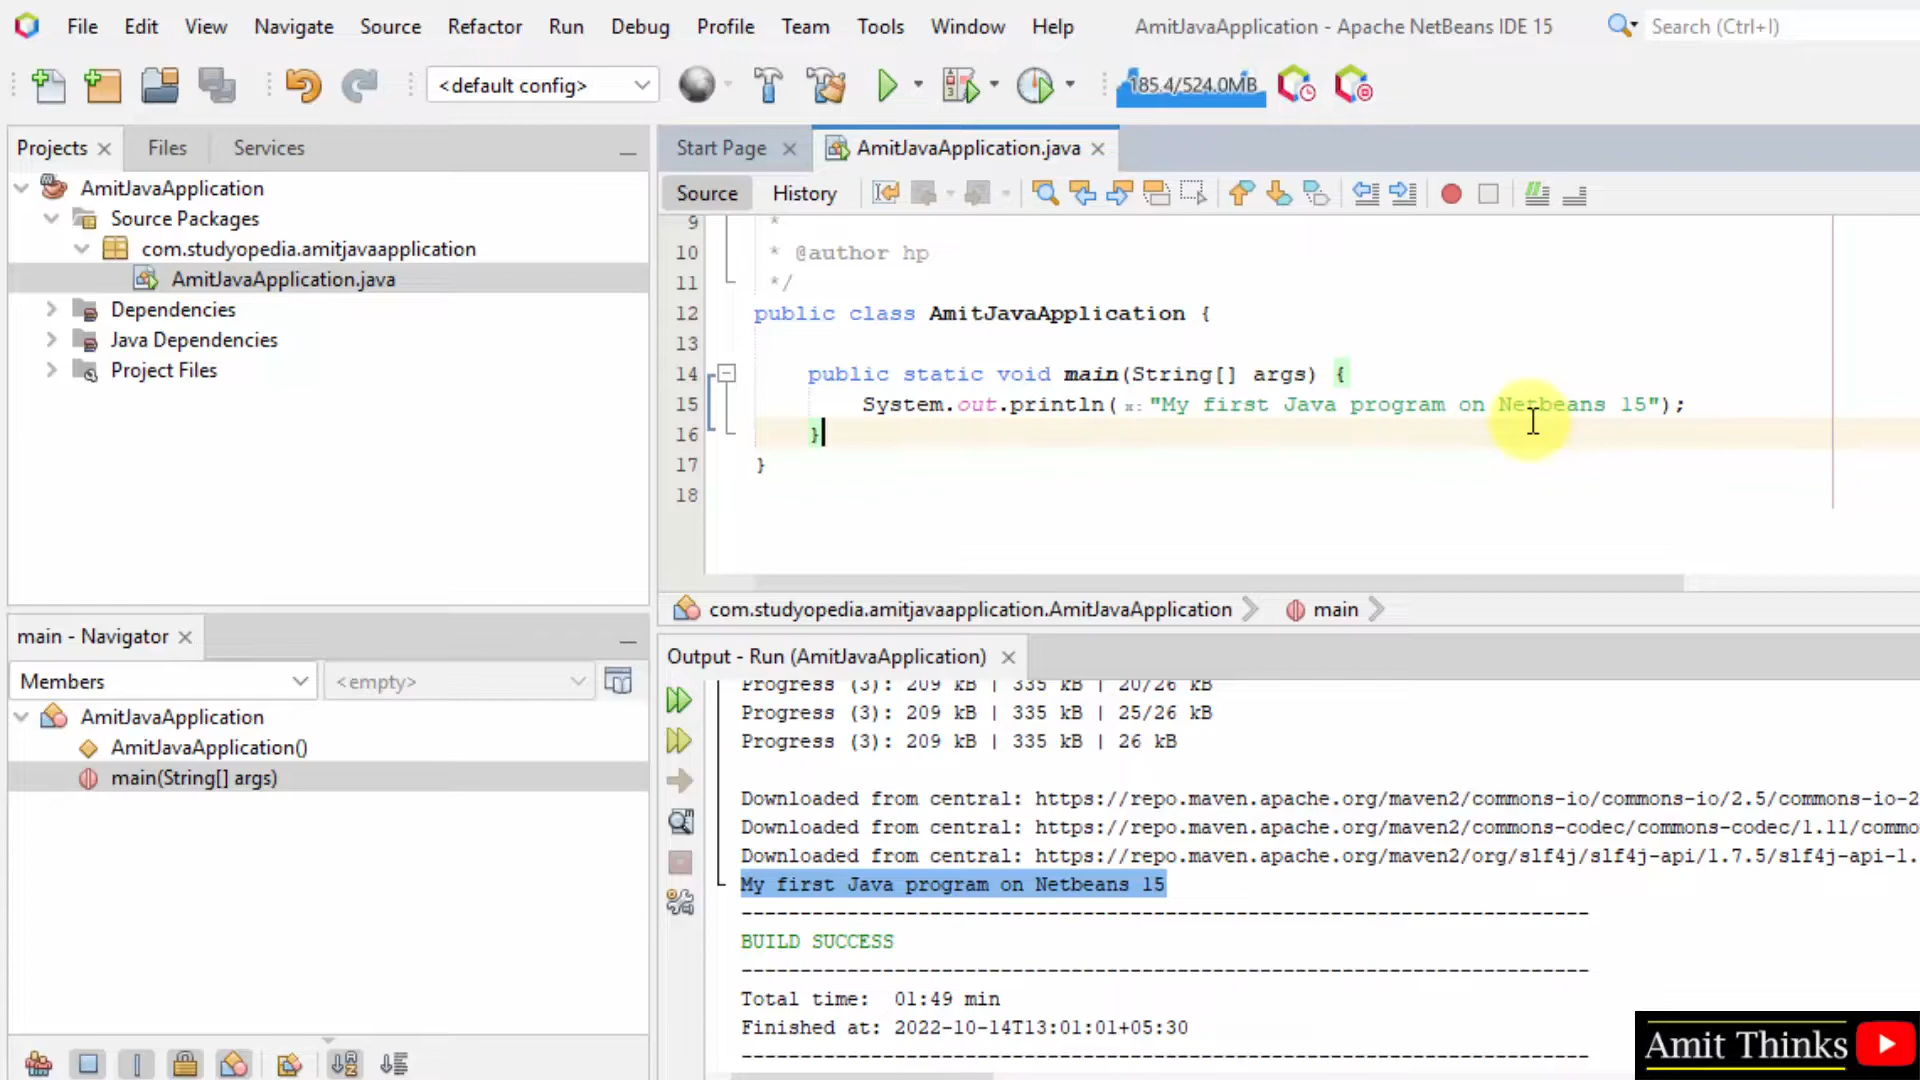 File Edit View Navigate Source Refactor Run Debug Profile Team Tools Window Help AmitJavaApplication - Apache NetBeans IDE 15 Search (Ctrl+I)
<default config> 185.4/524.0MB
Projects Files Services
AmitJavaApplication
Source Packages
com.studyopedia.amitjavaapplication
AmitJavaApplication.java
Dependencies
Java Dependencies
Project Files
main - Navigator
Members <empty>
AmitJavaApplication
AmitJavaApplication()
main(String[] args)
Start Page AmitJavaApplication.java
Source History
9 *
10 * @author hp
11 */
12 public class AmitJavaApplication {
13
14 public static void main(String[] args) {
15 System.out.println( x: "My first Java program on Netbeans 15");
16 }
17 }
18
com.studyopedia.amitjavaapplication.AmitJavaApplication main
Output - Run (AmitJavaApplication)
Progress (3): 209 kB | 335 kB | 20/26 kB
Progress (3): 209 kB | 335 kB | 25/26 kB
Progress (3): 209 kB | 335 kB | 26 kB
Downloaded from central: https://repo.maven.apache.org/maven2/commons-io/commons-io/2.5/commons-io-2
Downloaded from central: https://repo.maven.apache.org/maven2/commons-codec/commons-codec/1.11/commo
Downloaded from central: https://repo.maven.apache.org/maven2/org/slf4j/slf4j-api/1.7.5/slf4j-api-1.
My first Java program on Netbeans 15
------------------------------------------------------------------------
BUILD SUCCESS
------------------------------------------------------------------------
Total time: 01:49 min
Finished at: 2022-10-14T13:01:01+05:30
------------------------------------------------------------------------
Amit Thinks